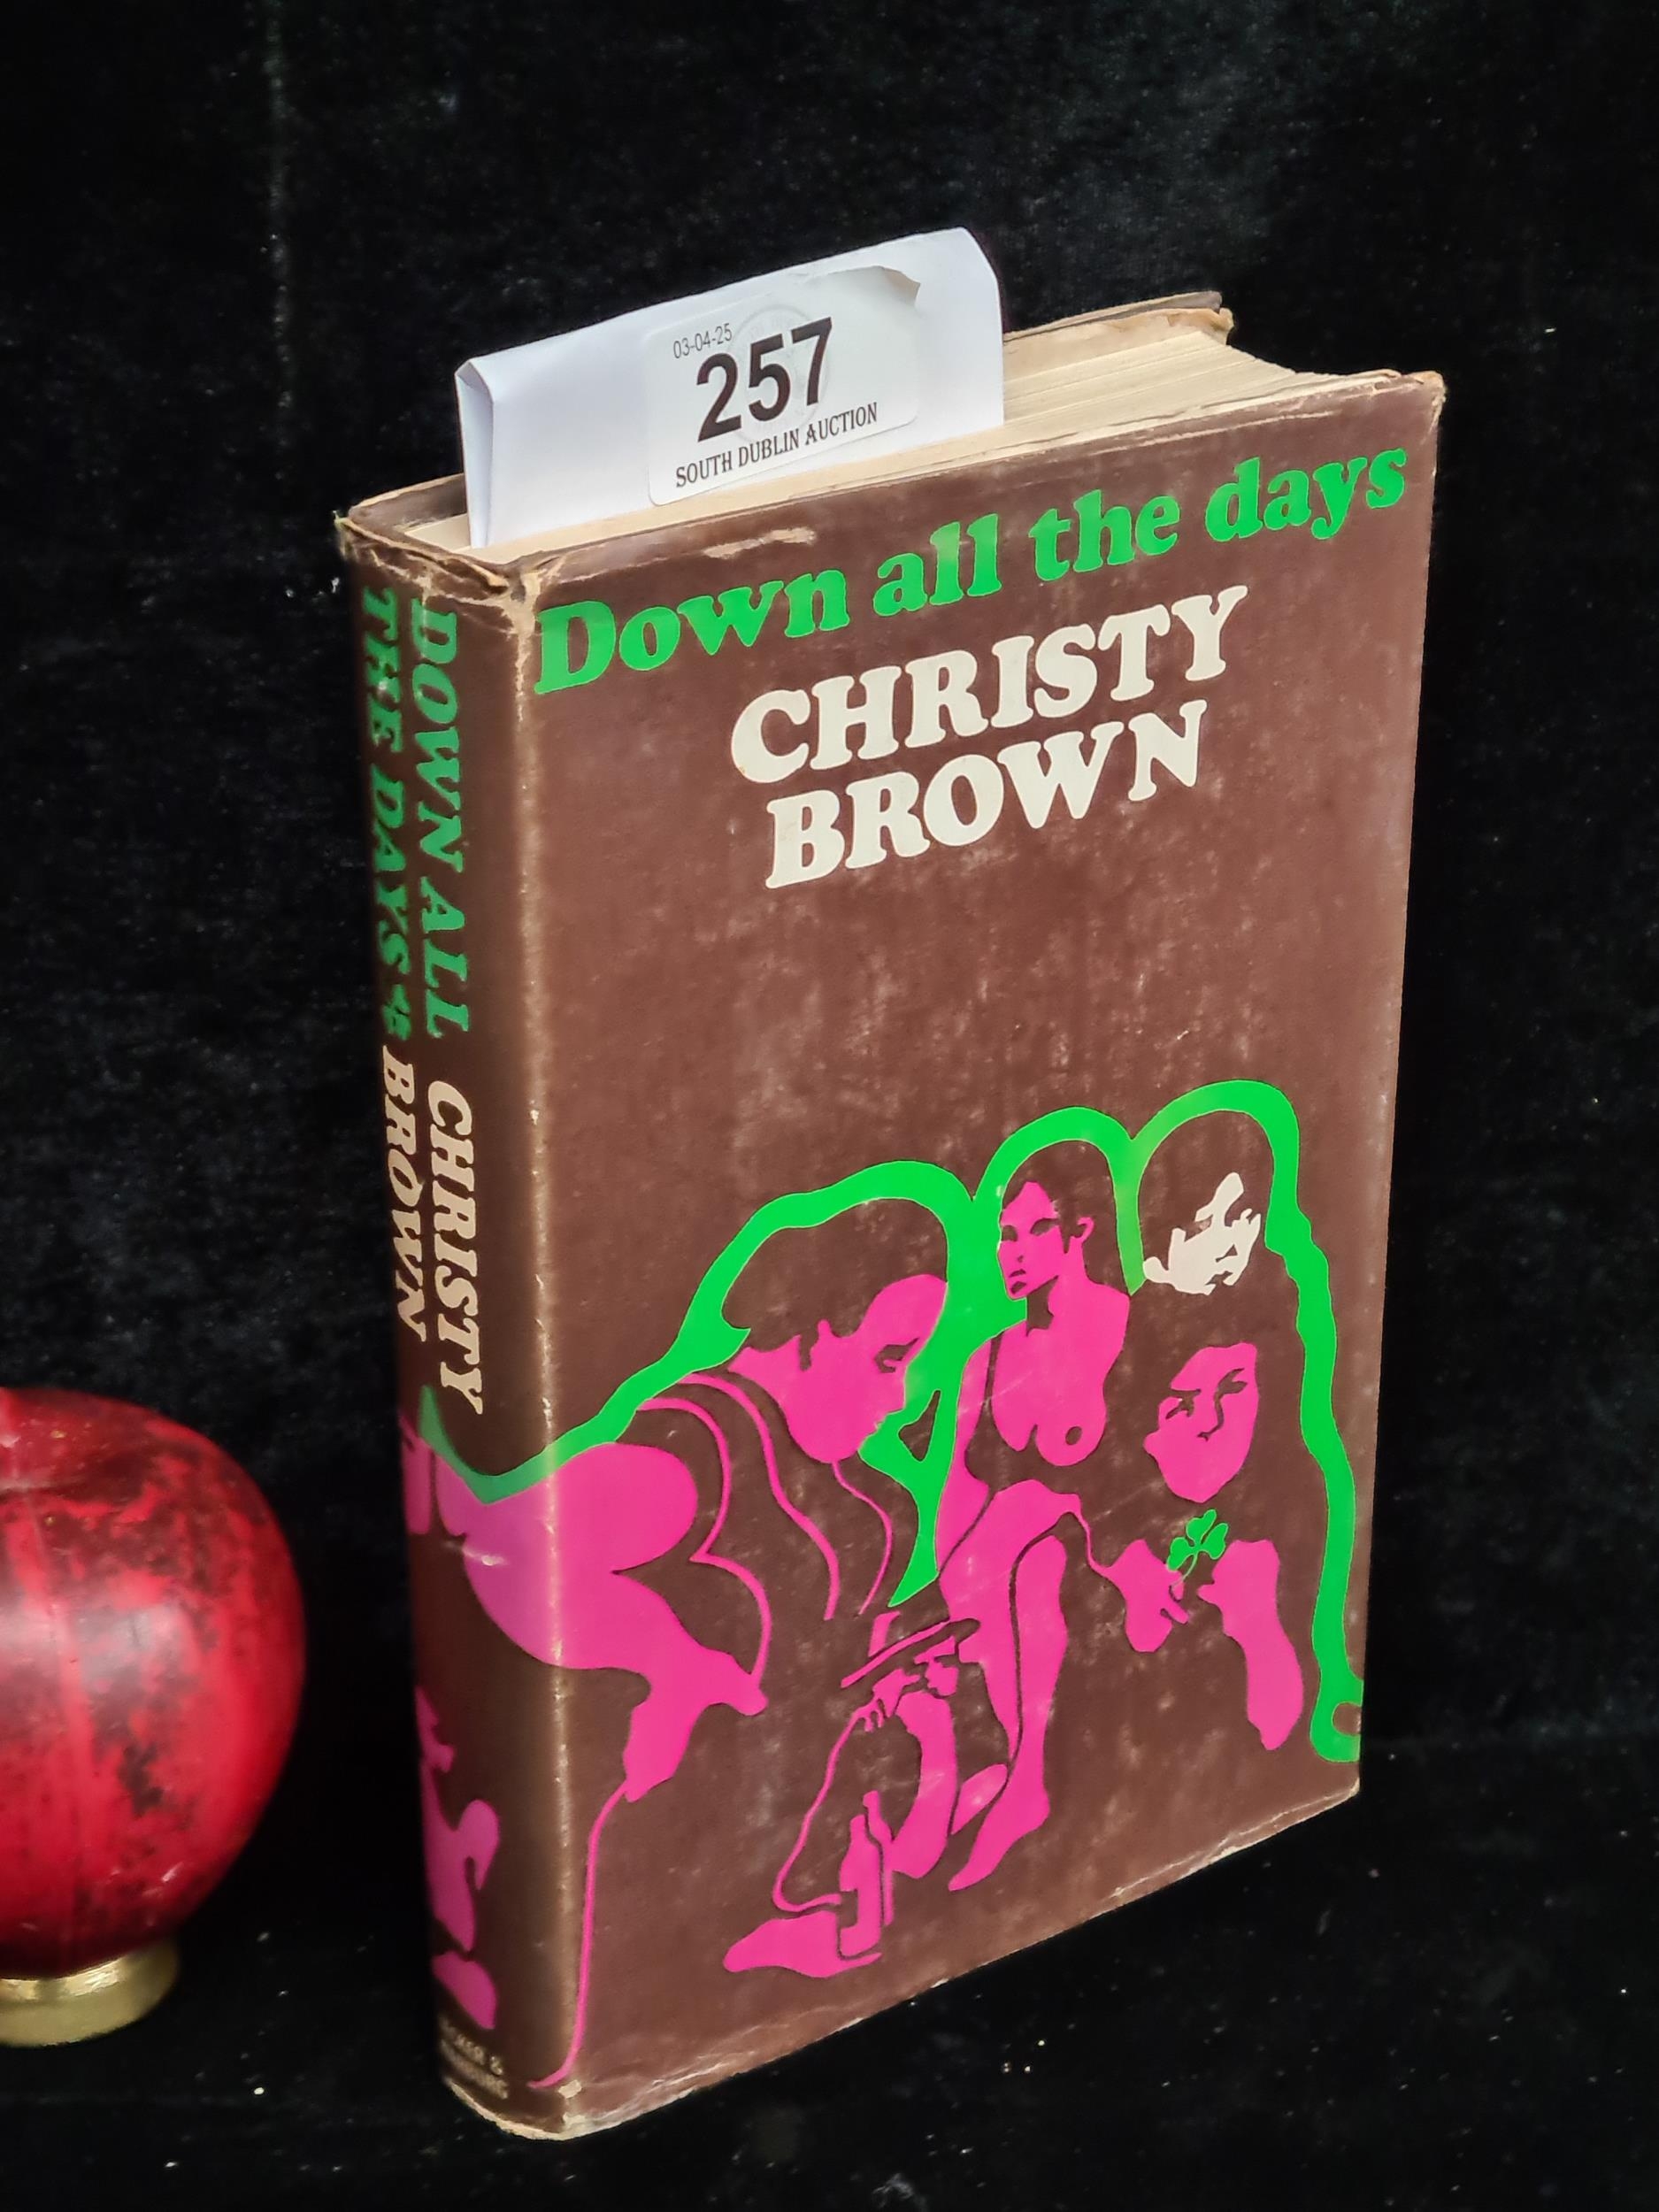 03-04-25
257
SOUTH DUBLIN AUCTION
Down all the days
CHRISTY
BROWN
DOWN ALL
THE DAYS
CHRISTY
BROWN